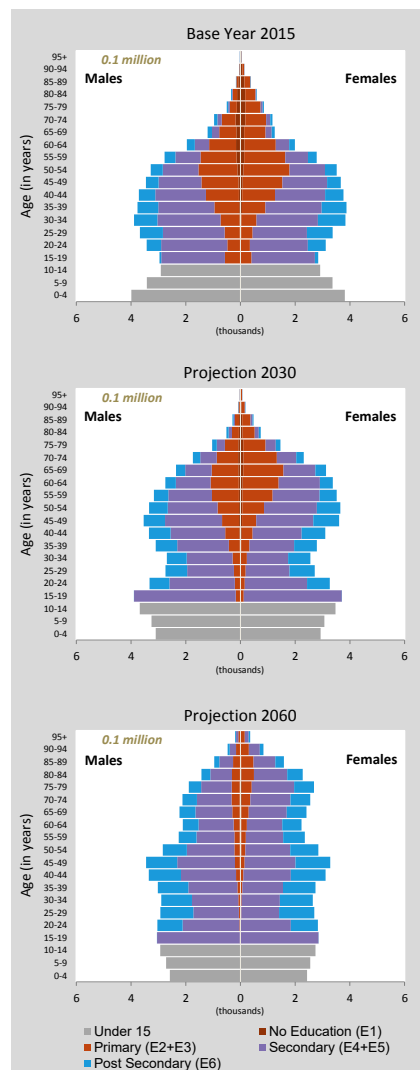 Base Year 2015
0.1 million
Males
Females
Age (in years)
95+
90-94
85-89
80-84
75-79
70-74
65-69
60-64
55-59
50-54
45-49
40-44
35-39
30-34
25-29
20-24
15-19
10-14
5-9
0-4
6 4 2 0 2 4 6
(thousands)
Projection 2030
0.1 million
Males
Females
Age (in years)
95+
90-94
85-89
80-84
75-79
70-74
65-69
60-64
55-59
50-54
45-49
40-44
35-39
30-34
25-29
20-24
15-19
10-14
5-9
0-4
6 4 2 0 2 4 6
(thousands)
Projection 2060
0.1 million
Males
Females
Age (in years)
95+
90-94
85-89
80-84
75-79
70-74
65-69
60-64
55-59
50-54
45-49
40-44
35-39
30-34
25-29
20-24
15-19
10-14
5-9
0-4
6 4 2 0 2 4 6
(thousands)
Under 15 No Education (E1)
Primary (E2+E3) Secondary (E4+E5)
Post Secondary (E6)